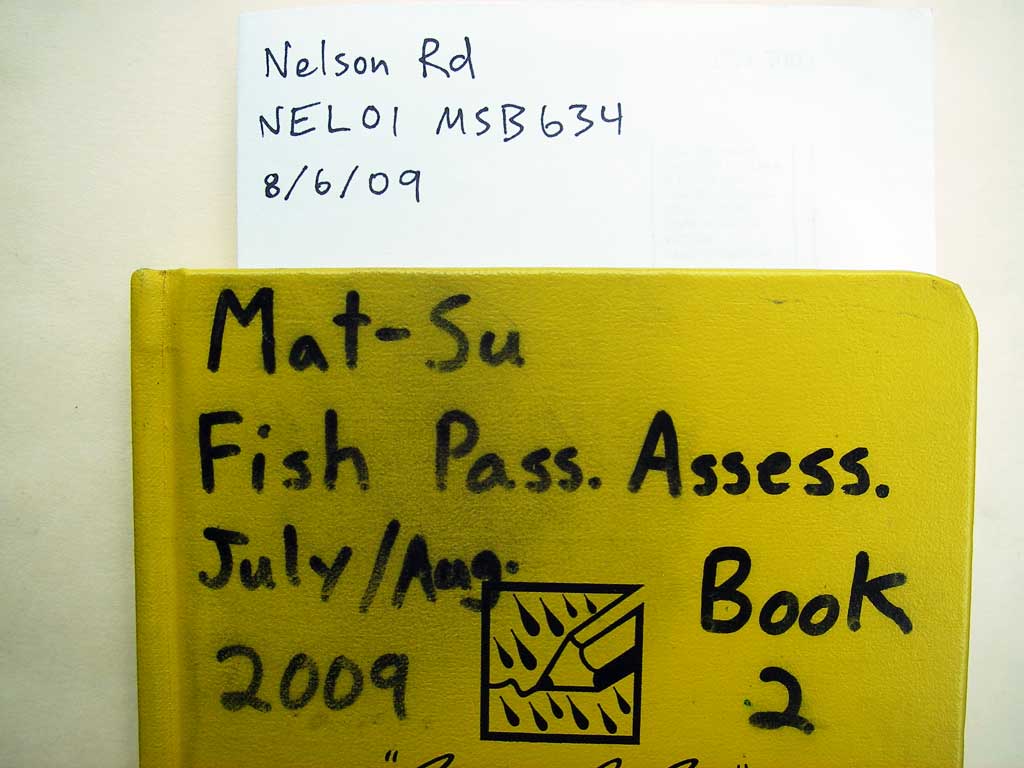 Nelson Rd
NEL01 MSB634
8/6/09
Mat-Su
Fish Pass. Assess.
July/Aug.
2009
Book
2